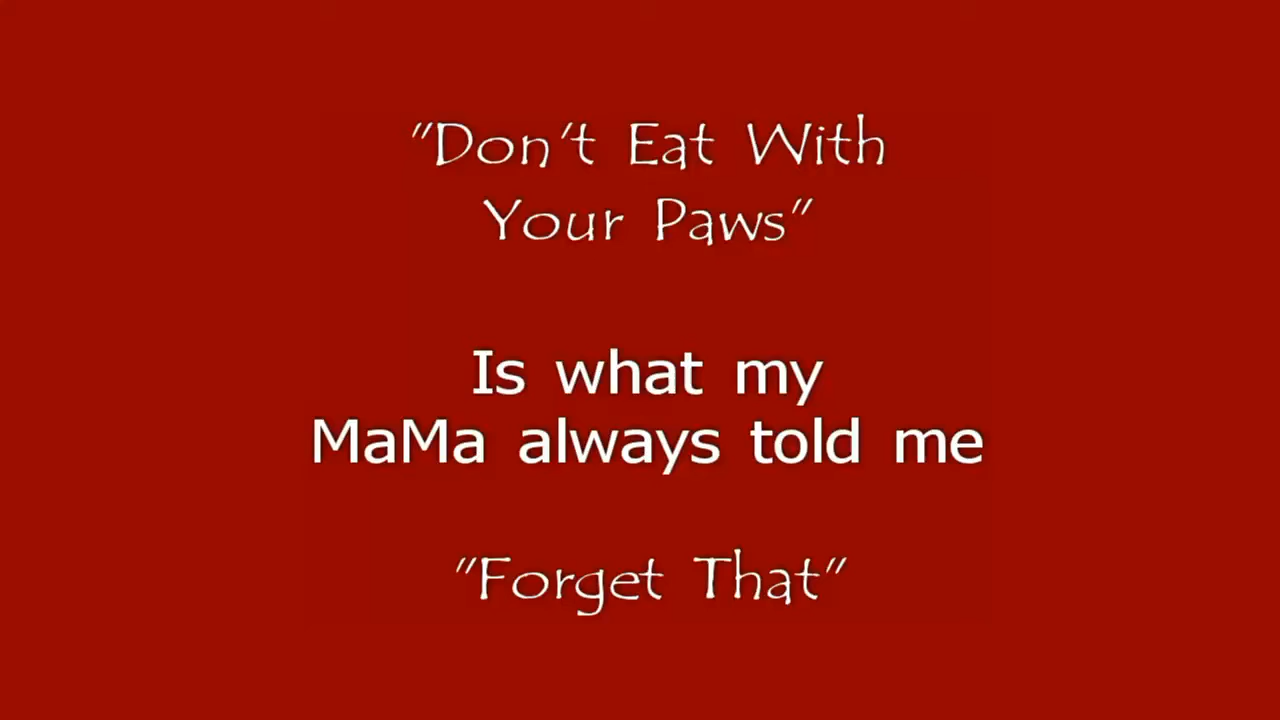 "Don't Eat With
Your Paws"
Is what my
MaMa always told me
"Forget That"